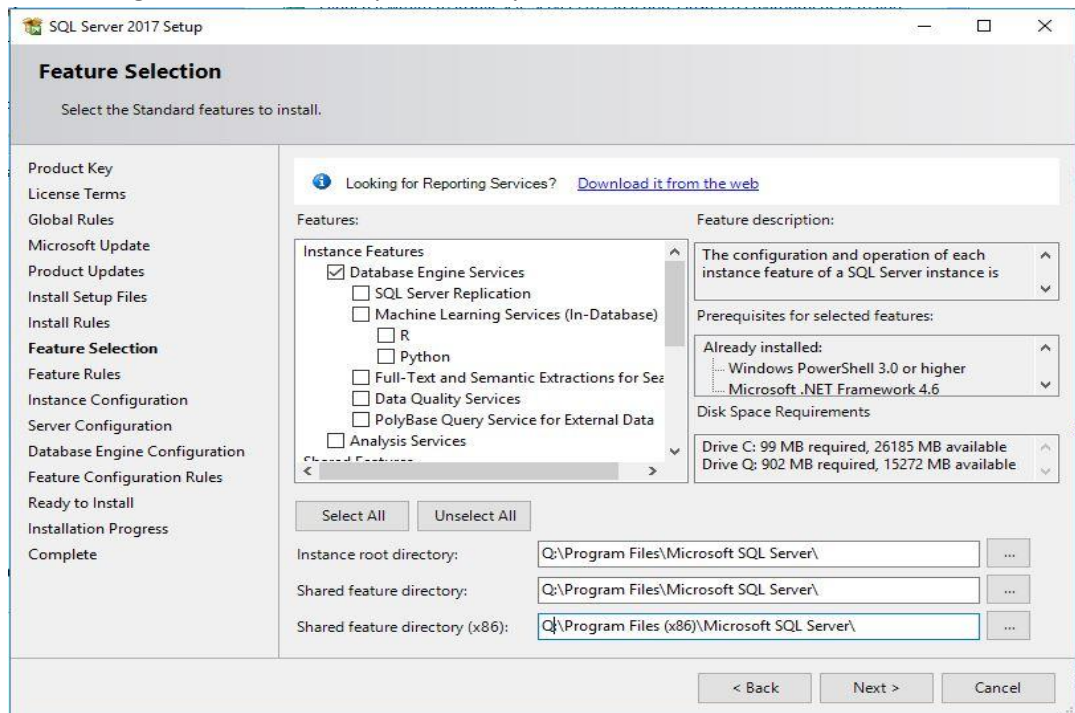 SQL Server 2017 Setup
Feature Selection
Select the Standard features to install.
Product Key
License Terms
Global Rules
Microsoft Update
Product Updates
Install Setup Files
Install Rules
Feature Selection
Feature Rules
Instance Configuration
Server Configuration
Database Engine Configuration
Feature Configuration Rules
Ready to Install
Installation Progress
Complete
Looking for Reporting Services? Download it from the web
Features:
Instance Features
Database Engine Services
SQL Server Replication
Machine Learning Services (In-Database)
R
Python
Full-Text and Semantic Extractions for Sea
Data Quality Services
PolyBase Query Service for External Data
Analysis Services
Shared Features
Feature description:
The configuration and operation of each
instance feature of a SQL Server instance is
Prerequisites for selected features:
Already installed:
Windows PowerShell 3.0 or higher
Microsoft .NET Framework 4.6
Disk Space Requirements
Drive C: 99 MB required, 26185 MB available
Drive Q: 902 MB required, 15272 MB available
Select All
Unselect All
Instance root directory: Q:\Program Files\Microsoft SQL Server\ ...
Shared feature directory: Q:\Program Files\Microsoft SQL Server\ ...
Shared feature directory (x86): Q:\Program Files (x86)\Microsoft SQL Server\ ...
< Back
Next >
Cancel